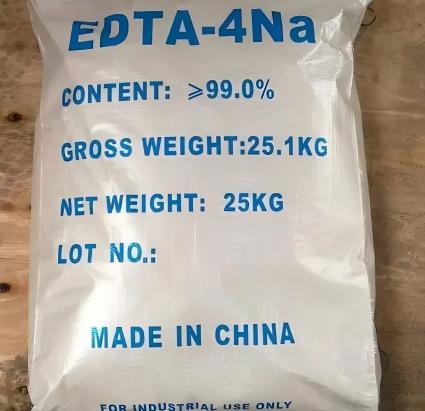 EDTA-4Na
CONTENT: ⩾99.0%
GROSS WEIGHT:25.1KG
NET WEIGHT: 25KG
LOT NO.:
MADE IN CHINA
FOR INDUSTRIAL USE ONLY